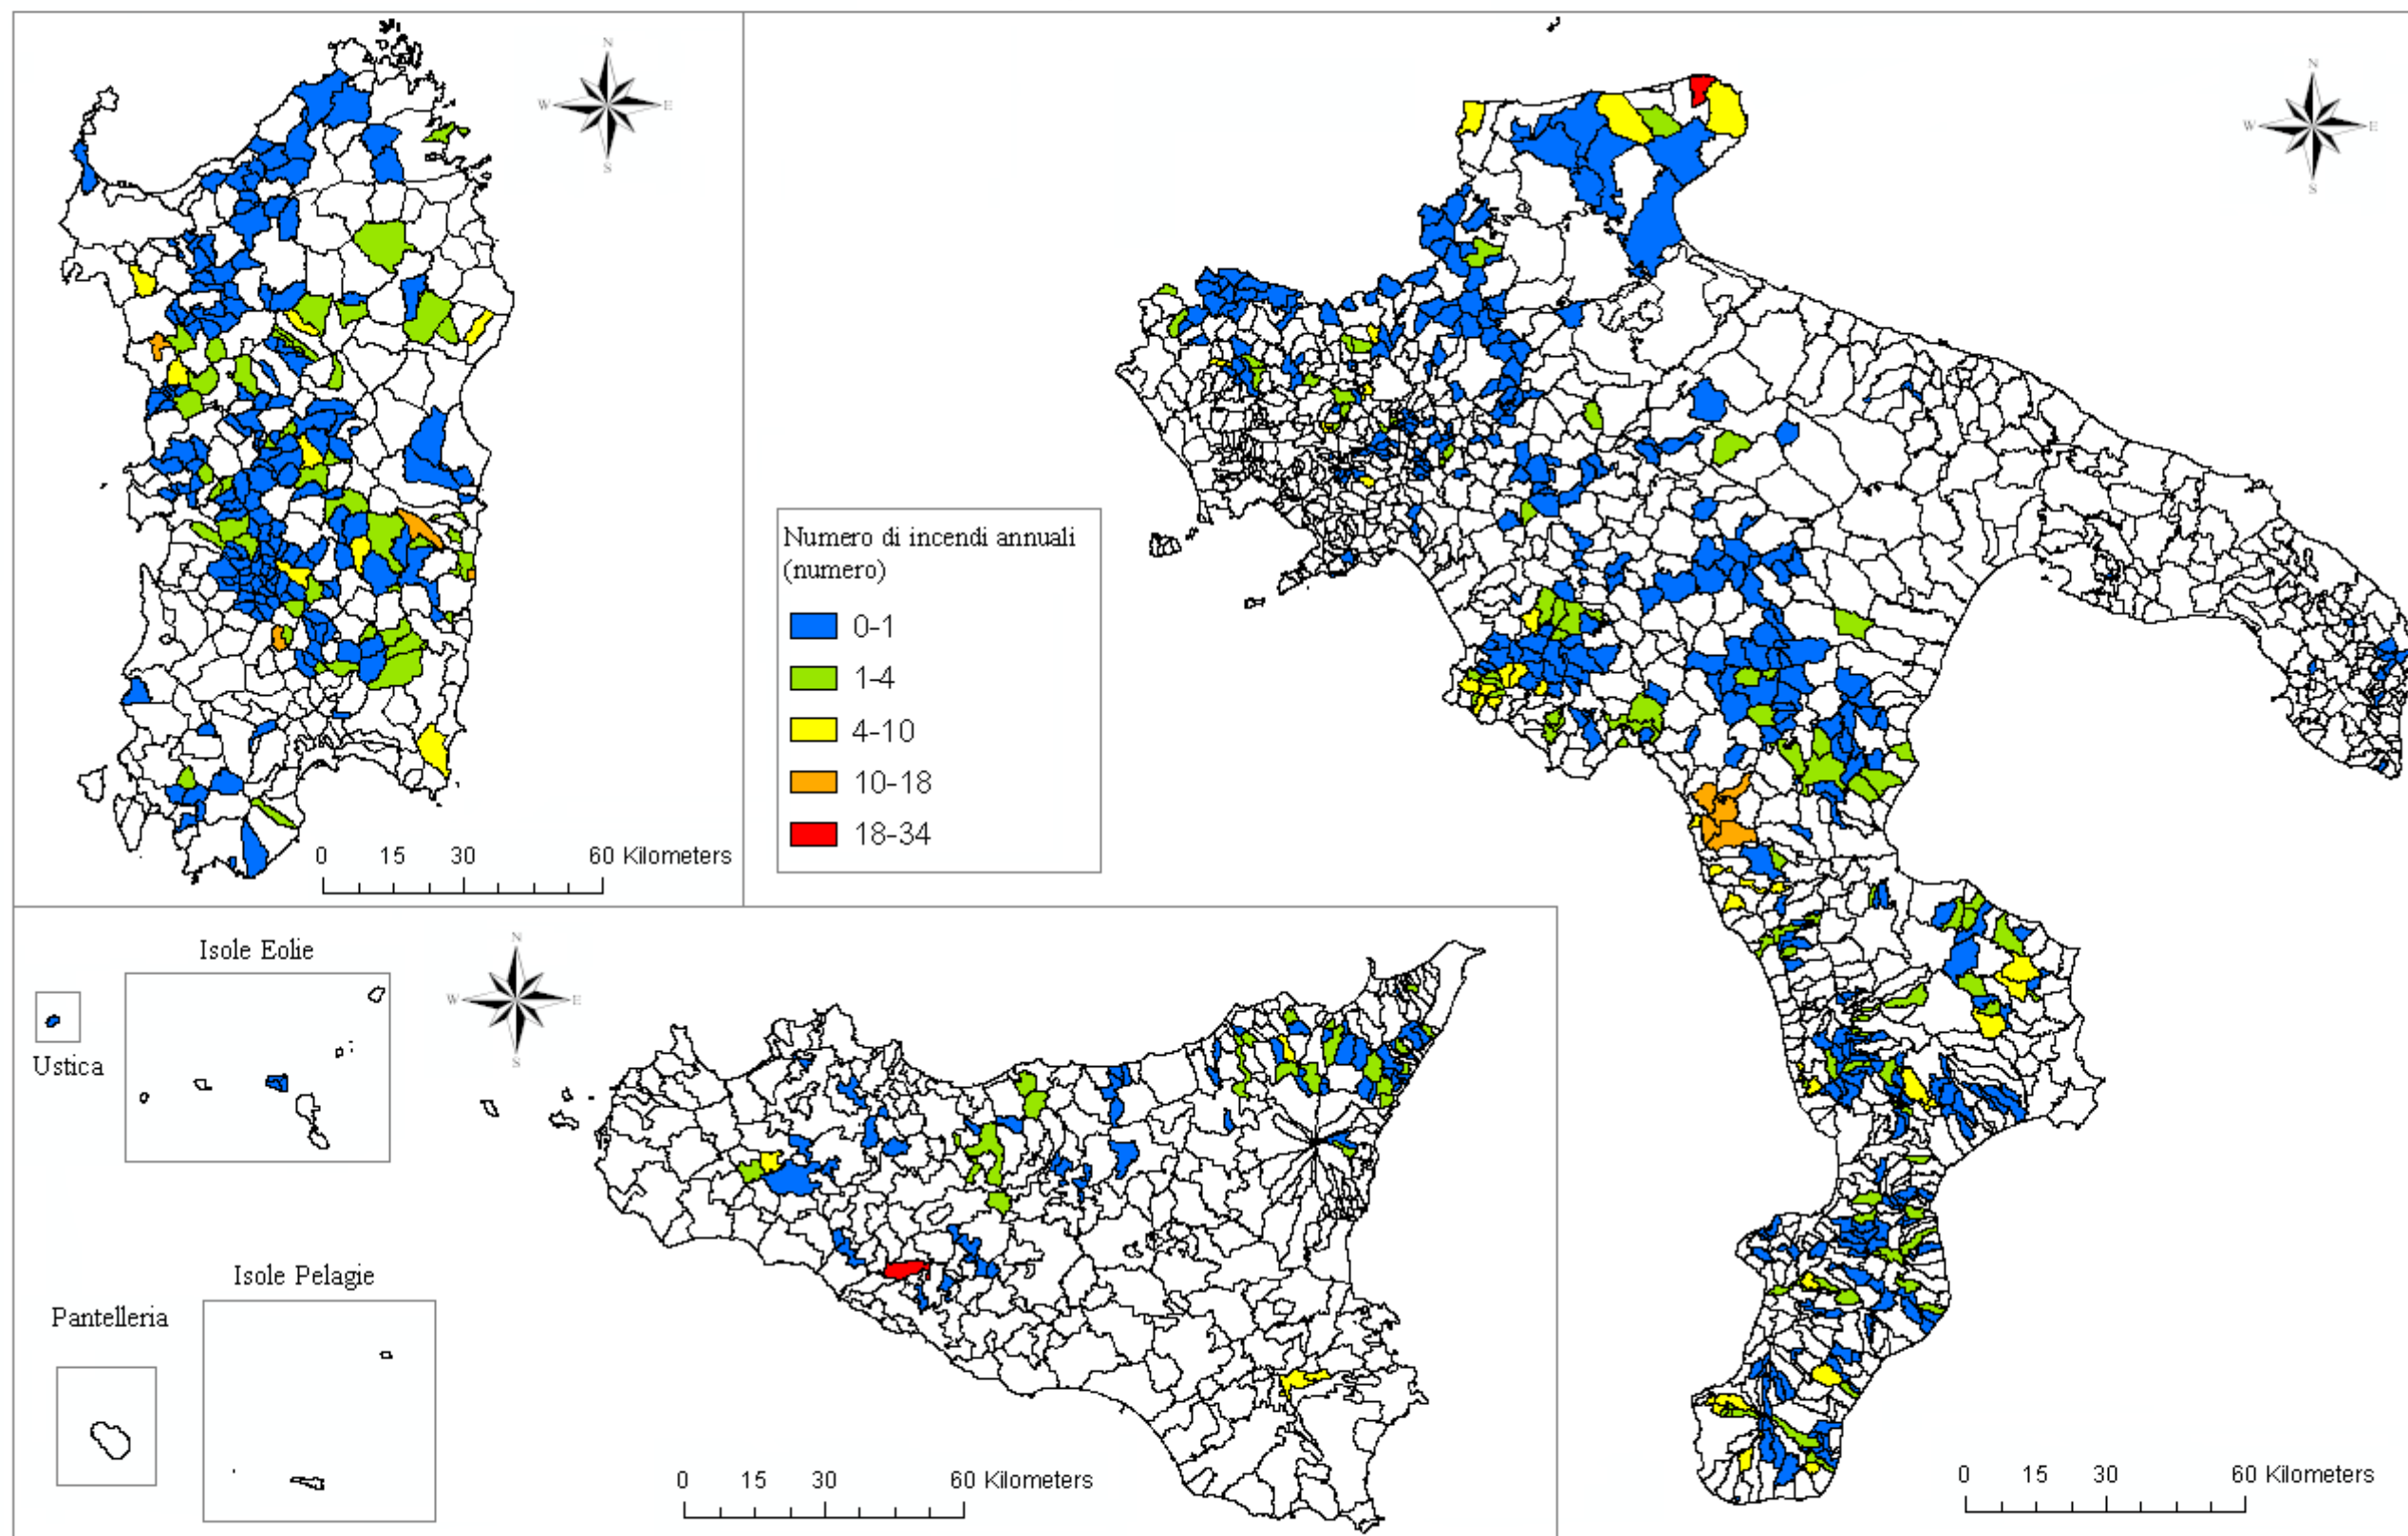 N
W E
S
N
W E
S
Numero di incendi annuali
(numero)
0-1
1-4
4-10
10-18
18-34
0 15 30 60 Kilometers
Isole Eolie
N
W E
S
Ustica
Isole Pelagie
Pantelleria
0 15 30 60 Kilometers
0 15 30 60 Kilometers